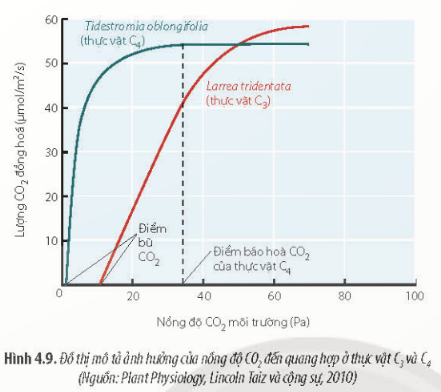 60
50
40
30
20
10
0
20
40
60
80
100
Lượng CO₂ đồng hoá (µmol/m²/s)
Tidestromia oblongifolia
(thực vật C₄)
Larrea tridentata
(thực vật C₃)
Điểm
bù
CO₂
Điểm bão hoà CO₂
của thực vật C₄
Nồng độ CO₂ môi trường (Pa)
Hình 4.9. Đồ thị mô tả ảnh hưởng của nồng độ CO₂ đến quang hợp ở thực vật C₃ và C₄
(Nguồn: Plant Physiology, Lincoln Taiz và cộng sự, 2010)